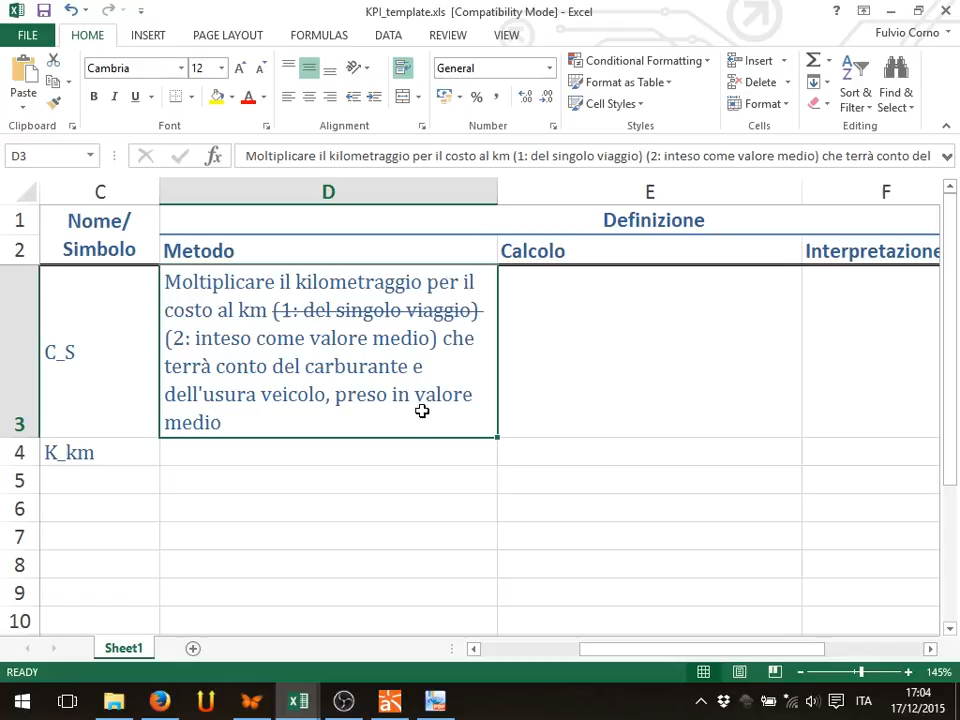 KPI_template.xls  [Compatibility Mode] - Excel
FILE HOME INSERT PAGE LAYOUT FORMULAS DATA REVIEW VIEW Fulvio Corno
Paste
Cambria 12
B I U
General
Conditional Formatting
Format as Table
Cell Styles
Insert
Delete
Format
Sort & Filter
Find & Select
Clipboard Font Alignment Number Styles Cells Editing
D3 fx Moltiplicare il kilometraggio per il costo al km (1: del singolo viaggio) (2: inteso come valore medio) che terrà conto del
C D E F
1 Nome/ Definizione
2 Simbolo Metodo Calcolo Interpretazione
Moltiplicare il kilometraggio per il
costo al km (1: del singolo viaggio)
(2: inteso come valore medio) che
C_S
terrà conto del carburante e
dell'usura veicolo, preso in valore
3 medio
4 K_km
5
6
7
8
9
10
Sheet1
READY 145%
ITA 17:04
17/12/2015